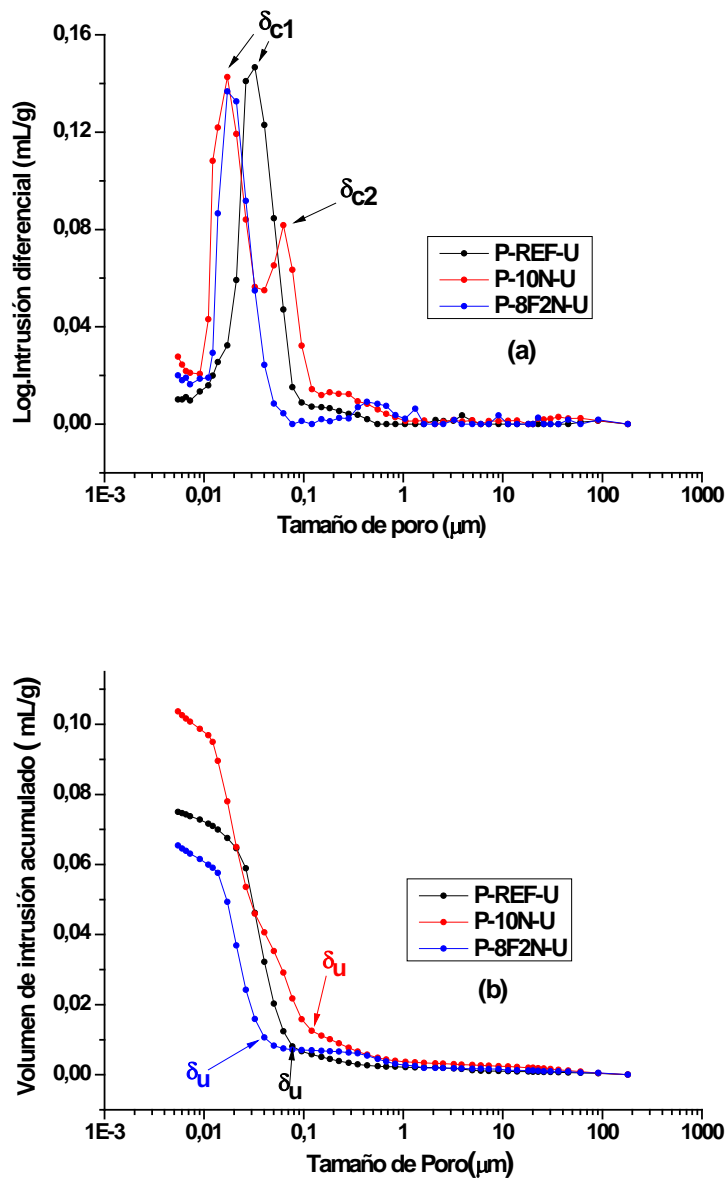 δc1
δc2
Log.Intrusión diferencial (mL/g)
0,16
0,12
0,08
0,04
0,00
P-REF-U
P-10N-U
P-8F2N-U
(a)
1E-3 0,01 0,1 1 10 100 1000
Tamaño de poro (μm)
Volumen de intrusión acumulado ( mL/g)
0,10
0,08
0,06
0,04
0,02
0,00
P-REF-U
P-10N-U
P-8F2N-U
(b)
δu
δu
δu
1E-3 0,01 0,1 1 10 100 1000
Tamaño de Poro(μm)